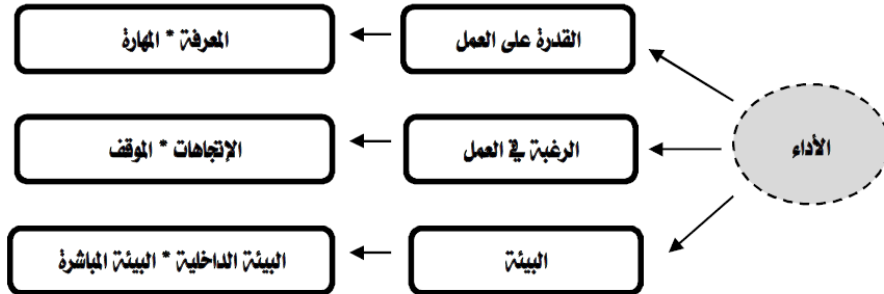 القدرة على العمل
المعرفة * المهارة
الأداء
الرغبة في العمل
الإتجاهات * الموقف
البيئة
البيئة الداخلية * البيئة المباشرة